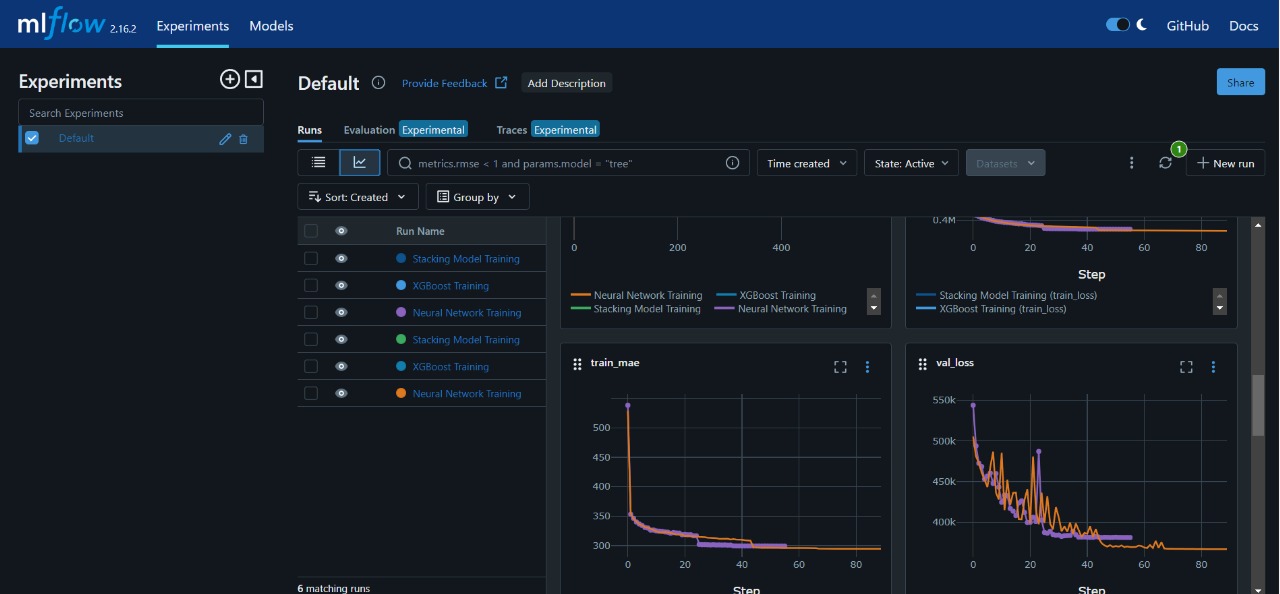 mlflow 2.16.2 Experiments Models GitHub Docs
Experiments
Search Experiments
Default
Default Provide Feedback Add Description Share
Runs Evaluation Experimental Traces Experimental
metrics.rmse < 1 and params.model = "tree" Time created State: Active Datasets 1 New run
Sort: Created Group by
Run Name
Stacking Model Training
XGBoost Training
Neural Network Training
Stacking Model Training
XGBoost Training
Neural Network Training
6 matching runs
0 200 400
Neural Network Training XGBoost Training
Stacking Model Training Neural Network Training
0.4M
0 20 40 60 80
Step
Stacking Model Training (train_loss)
XGBoost Training (train_loss)
train_mae
500
450
400
350
300
0 20 40 60 80
Step
val_loss
550k
500k
450k
400k
0 20 40 60 80
Step